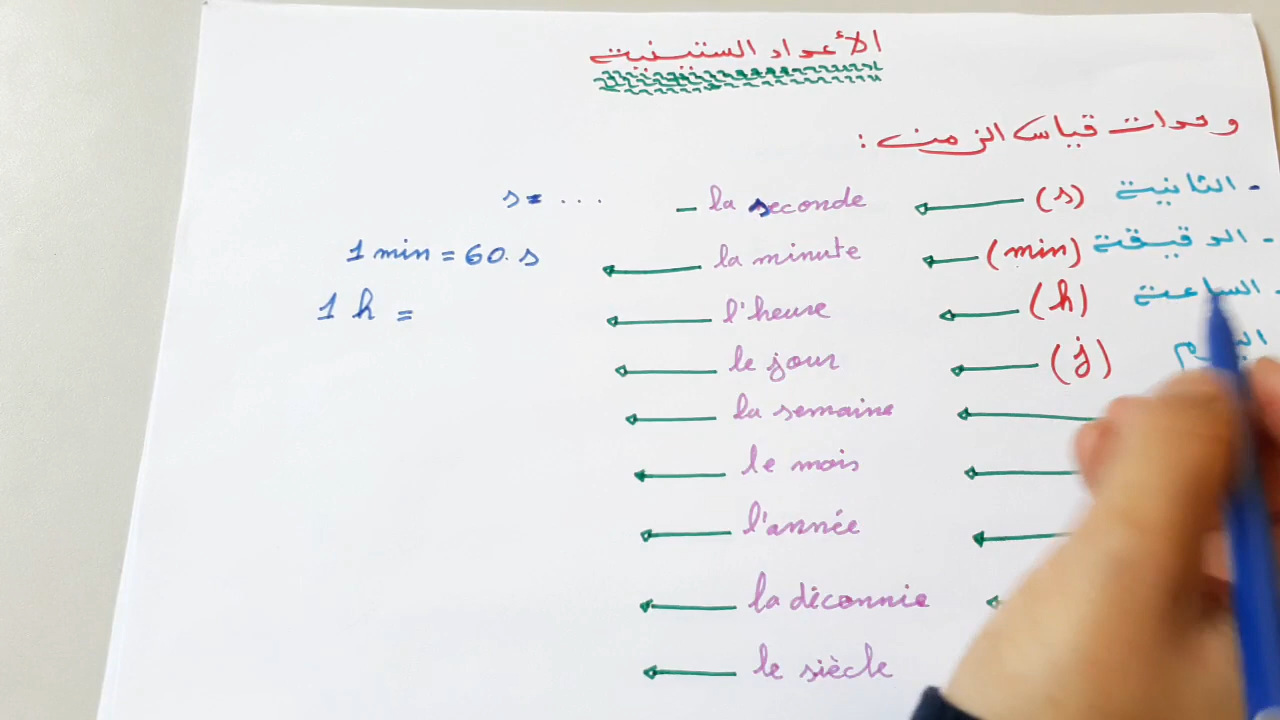 الأعداد الستينية
وحدات قياس الزمن :
- الثانية (s) la seconde - s = ...
- الدقيقة (min) la minute 1 min = 60. s
- الساعة (h) l'heure 1 h =
(j) le jour
la semaine
le mois
l'année
la décennie
le siècle